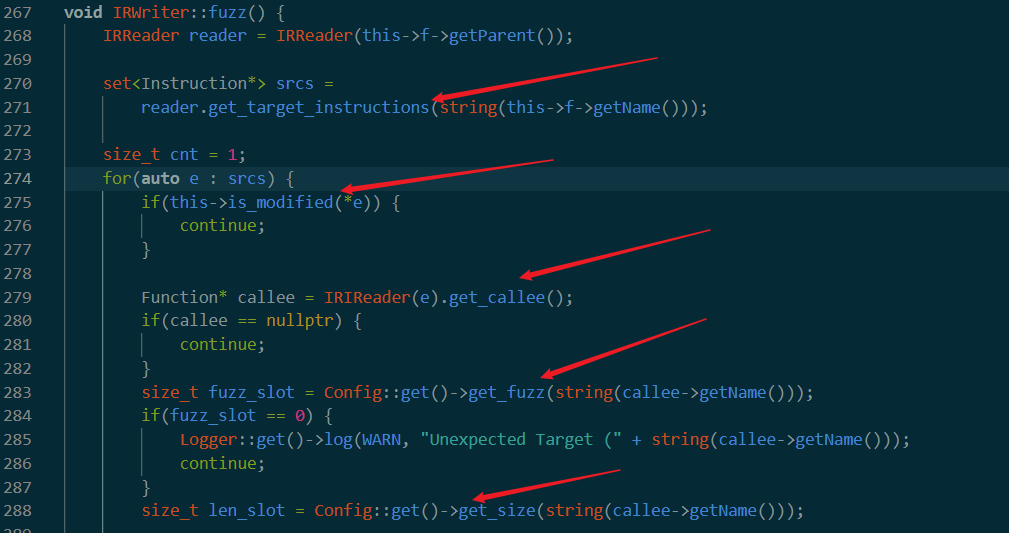 267 void IRWriter::fuzz() {
268     IRReader reader = IRReader(this->f->getParent());
269
270     set<Instruction*> srcs =
271         reader.get_target_instructions(string(this->f->getName()));
272
273     size_t cnt = 1;
274     for(auto e : srcs) {
275         if(this->is_modified(*e)) {
276             continue;
277         }
278
279         Function* callee = IRIReader(e).get_callee();
280         if(callee == nullptr) {
281             continue;
282         }
283         size_t fuzz_slot = Config::get()->get_fuzz(string(callee->getName()));
284         if(fuzz_slot == 0) {
285             Logger::get()->log(WARN, "Unexpected Target (" + string(callee->getName()));
286             continue;
287         }
288         size_t len_slot = Config::get()->get_size(string(callee->getName()));